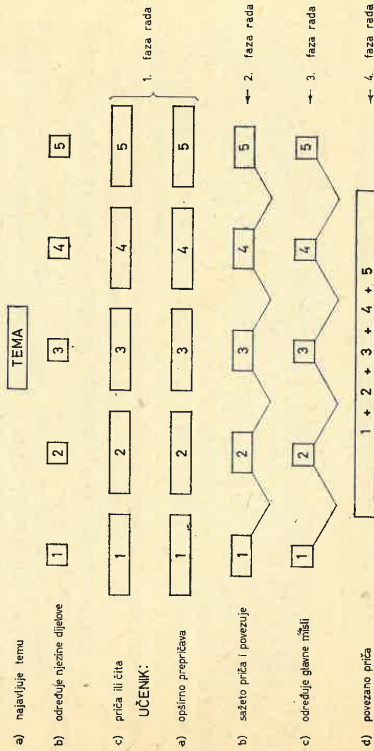 a) najavljuje temu
TEMA
b) određuje njezine dijelove
1 2 3 4 5
c) priča ili čita
1 2 3 4 5
1. faza rada
UČENIK:
a) opširno prepričava
1 2 3 4 5
b) sažeto priča i povezuje
1 2 3 4 5
← 2. faza rada
c) određuje glavne misli
1 2 3 4 5
← 3. faza rada
d) povezano priča
1 + 2 + 3 + 4 + 5
← 4. faza rada